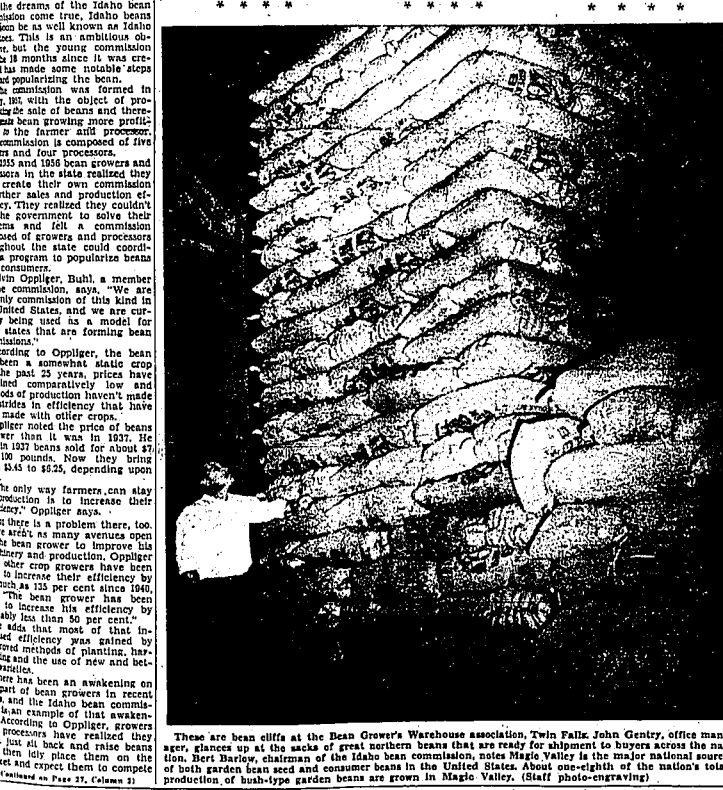 the dreams of the Idaho bean
come true, Idaho beans
be as well known as Idaho
This is an ambitious ob-
but the young commission
18 months since it was cre-
has made some notable steps
popularizing the bean.
commission was formed in
with the object of pro-
the sale of beans and there-
bean growing more profit-
to the farmer and processor.
commission is composed of five
and four processors.
1955 and 1956 bean growers and
in the state realized they
create their own commission
sales and production ef-
They realized they couldn't
the government to solve their
and felt a commission
of growers and processors
the state could coordi-
a program to popularize beans
consumers.
Oppliger, Buhl, a member
commission, says, "We are
commission of this kind in
United States, and we are cur-
being used as a model for
states that are forming bean
According to Oppliger, the bean
been a somewhat static crop
the past 25 years, prices have
comparatively low and
of production haven't made
strides in efficiency that have
made with other crops.
noted the price of beans
than it was in 1937. He
in 1937 beans sold for about $7
100 pounds. Now they bring
$5.45 to $6.25, depending upon
The only way farmers can stay
production is to increase their
Oppliger says.
there is a problem there, too.
aren't as many avenues open
the bean grower to improve his
and production. Oppliger
other crop growers have been
to increase their efficiency by
much as 135 per cent since 1940,
"The bean grower has been
to increase his efficiency by
less than 50 per cent."
adds that most of that in-
efficiency was gained by
methods of planting, har-
and the use of new and bet-
There has been an awakening on
part of bean growers in recent
and the Idaho bean commis-
is an example of that awaken-
According to Oppliger, growers
processors have realized they
just sit back and raise beans
then idly place them on the
and expect them to compete
(Continued on Page 27, Column 2)
* * * * * * * *
These are bean cliffs at the Bean Grower's Warehouse association, Twin Falls. John Gentry, office man
ager, glances up at the sacks of great northern beans that are ready for shipment to buyers across the na
tion. Bert Barlow, chairman of the Idaho bean commission, notes Magic Valley is the major national source
of both garden bean seed and consumer beans in the United States. About one-eighth of the nation's tota
production of bush-type garden beans are grown in Magic Valley. (Staff photo-engraving)